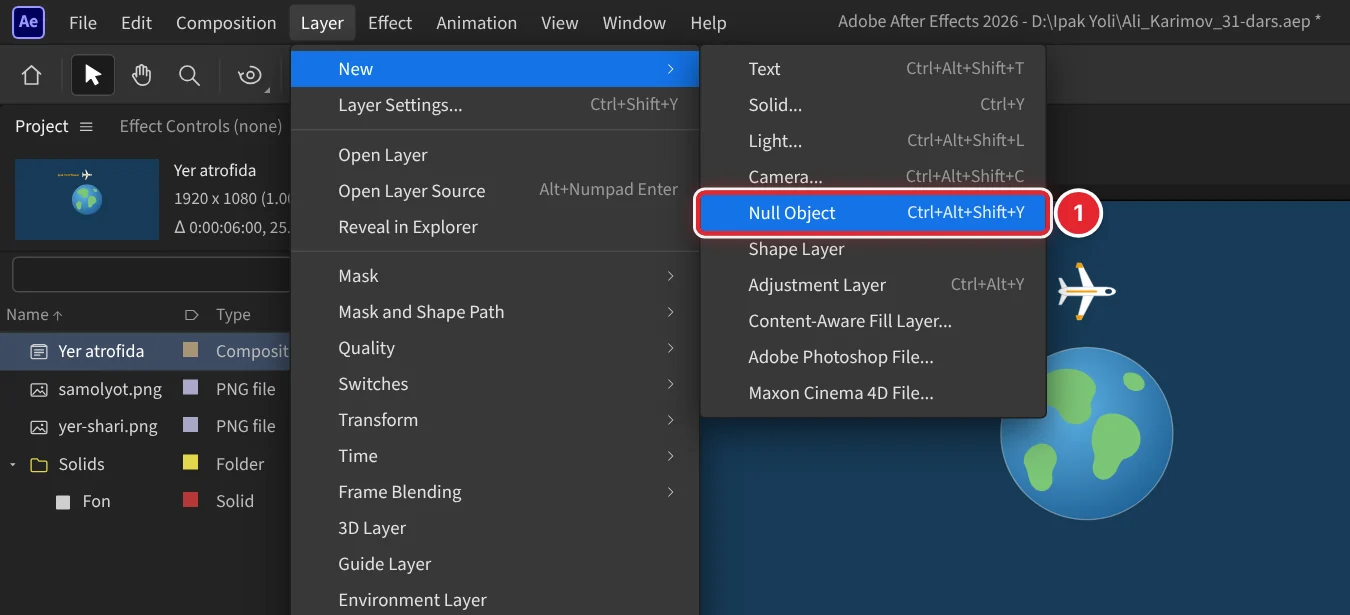 Ae File Edit Composition Layer Effect Animation View Window Help Adobe After Effects 2026 - D:\Ipak Yoli\Ali_Karimov_31-dars.aep *
Project Effect Controls (none)
Yer atrofida
1920 x 1080 (1.00
Δ 0:00:06:00, 25.
Name Type
Yer atrofida Composit
samolyot.png PNG file
yer-shari.png PNG file
Solids Folder
Fon Solid
New
Layer Settings... Ctrl+Shift+Y
Open Layer
Open Layer Source Alt+Numpad Enter
Reveal in Explorer
Mask
Mask and Shape Path
Quality
Switches
Transform
Time
Frame Blending
3D Layer
Guide Layer
Environment Layer
Text Ctrl+Alt+Shift+T
Solid... Ctrl+Y
Light... Ctrl+Alt+Shift+L
Camera... Ctrl+Alt+Shift+C
Null Object Ctrl+Alt+Shift+Y
1
Shape Layer
Adjustment Layer Ctrl+Alt+Y
Content-Aware Fill Layer...
Adobe Photoshop File...
Maxon Cinema 4D File...